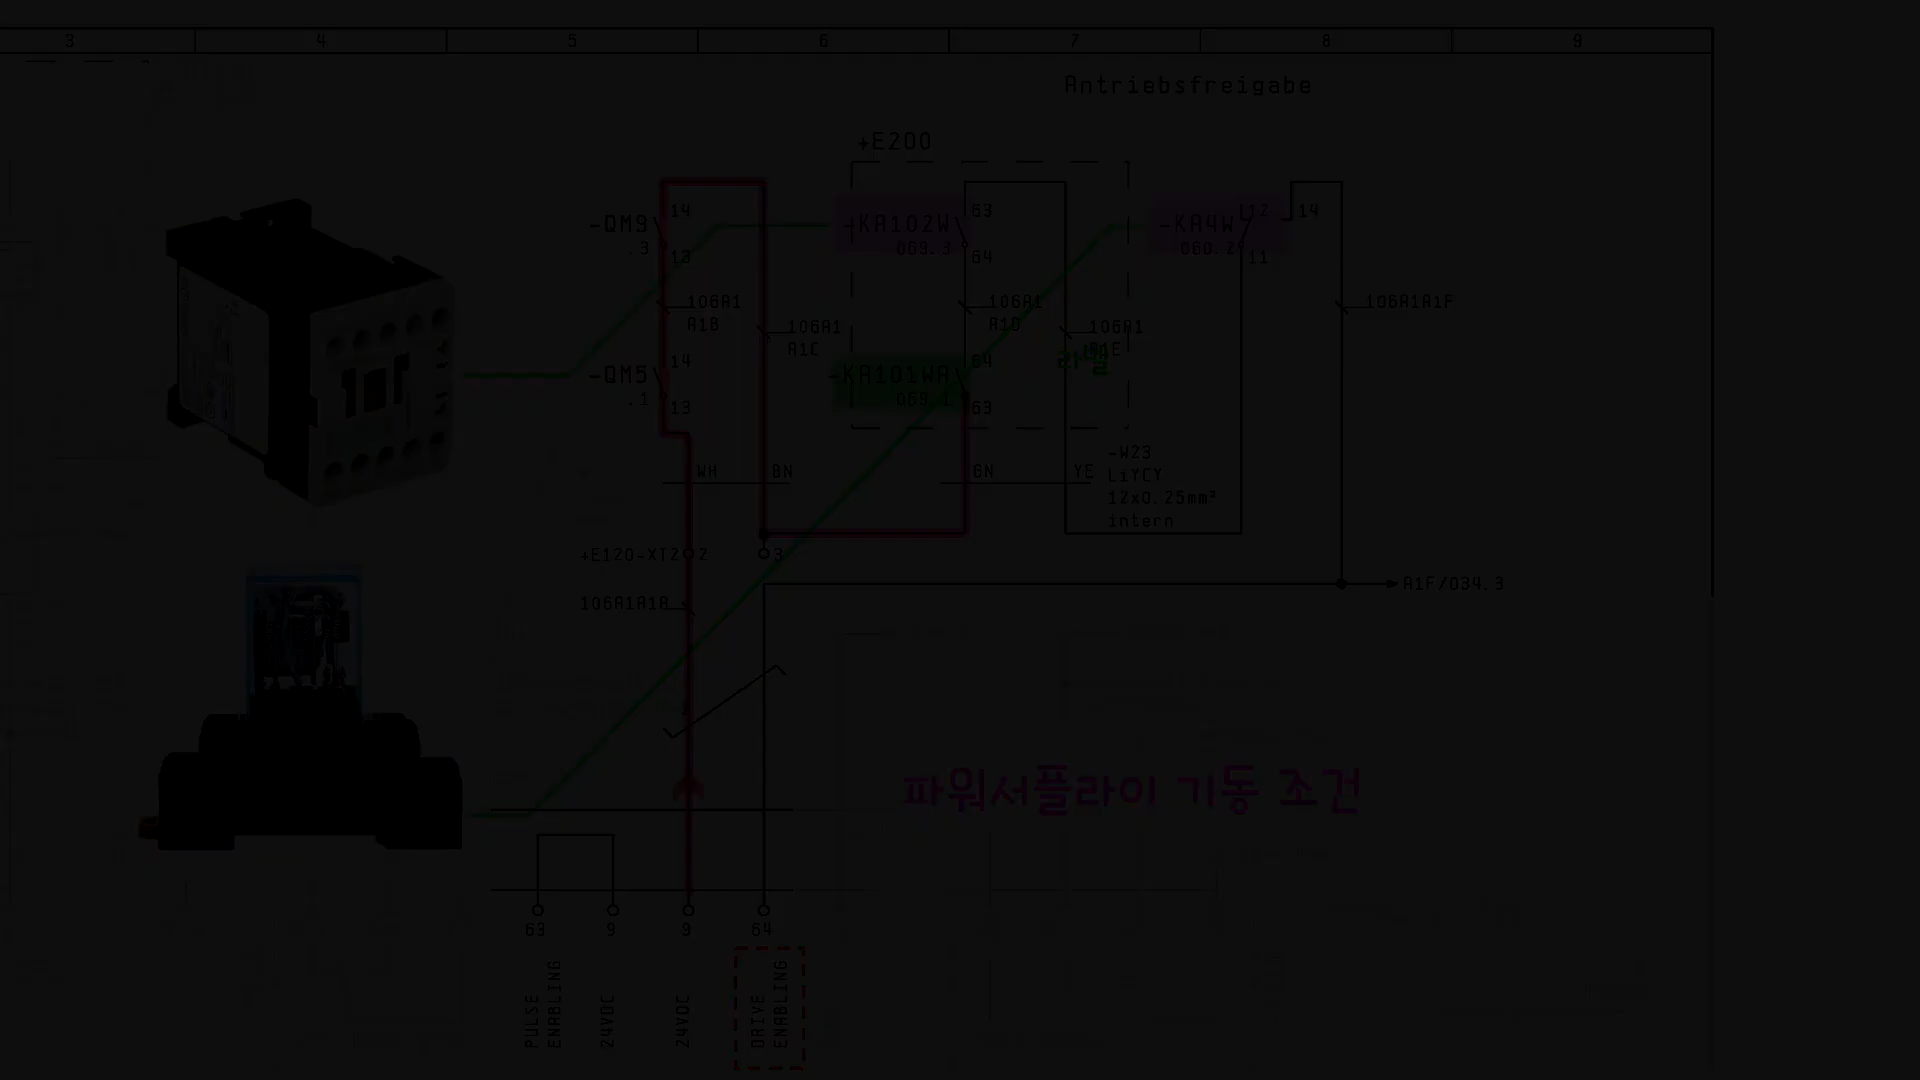 3 4 5 6 7 8 9
Antriebsfreigabe
+E200
-QM9 14
.3 13
-KA102W 63
069.3 64
-KA4W 12 14
060.2 11
106A1
A1B
106A1
A1C
106A1
A1D
106A1
A1E
106A1A1F
-QM5 14
.1 13
-KA101WA 64
069.1 63
WH BN GN YE
-W23
LiYCY
12x0.25mm²
intern
+E120-XT2 2 3
106A1A1A
A1F/034.3
파워서플라이 기동 조건
63 9 9 64
PULSE
ENABLING
24VDC
24VDC
DRIVE
ENABLING